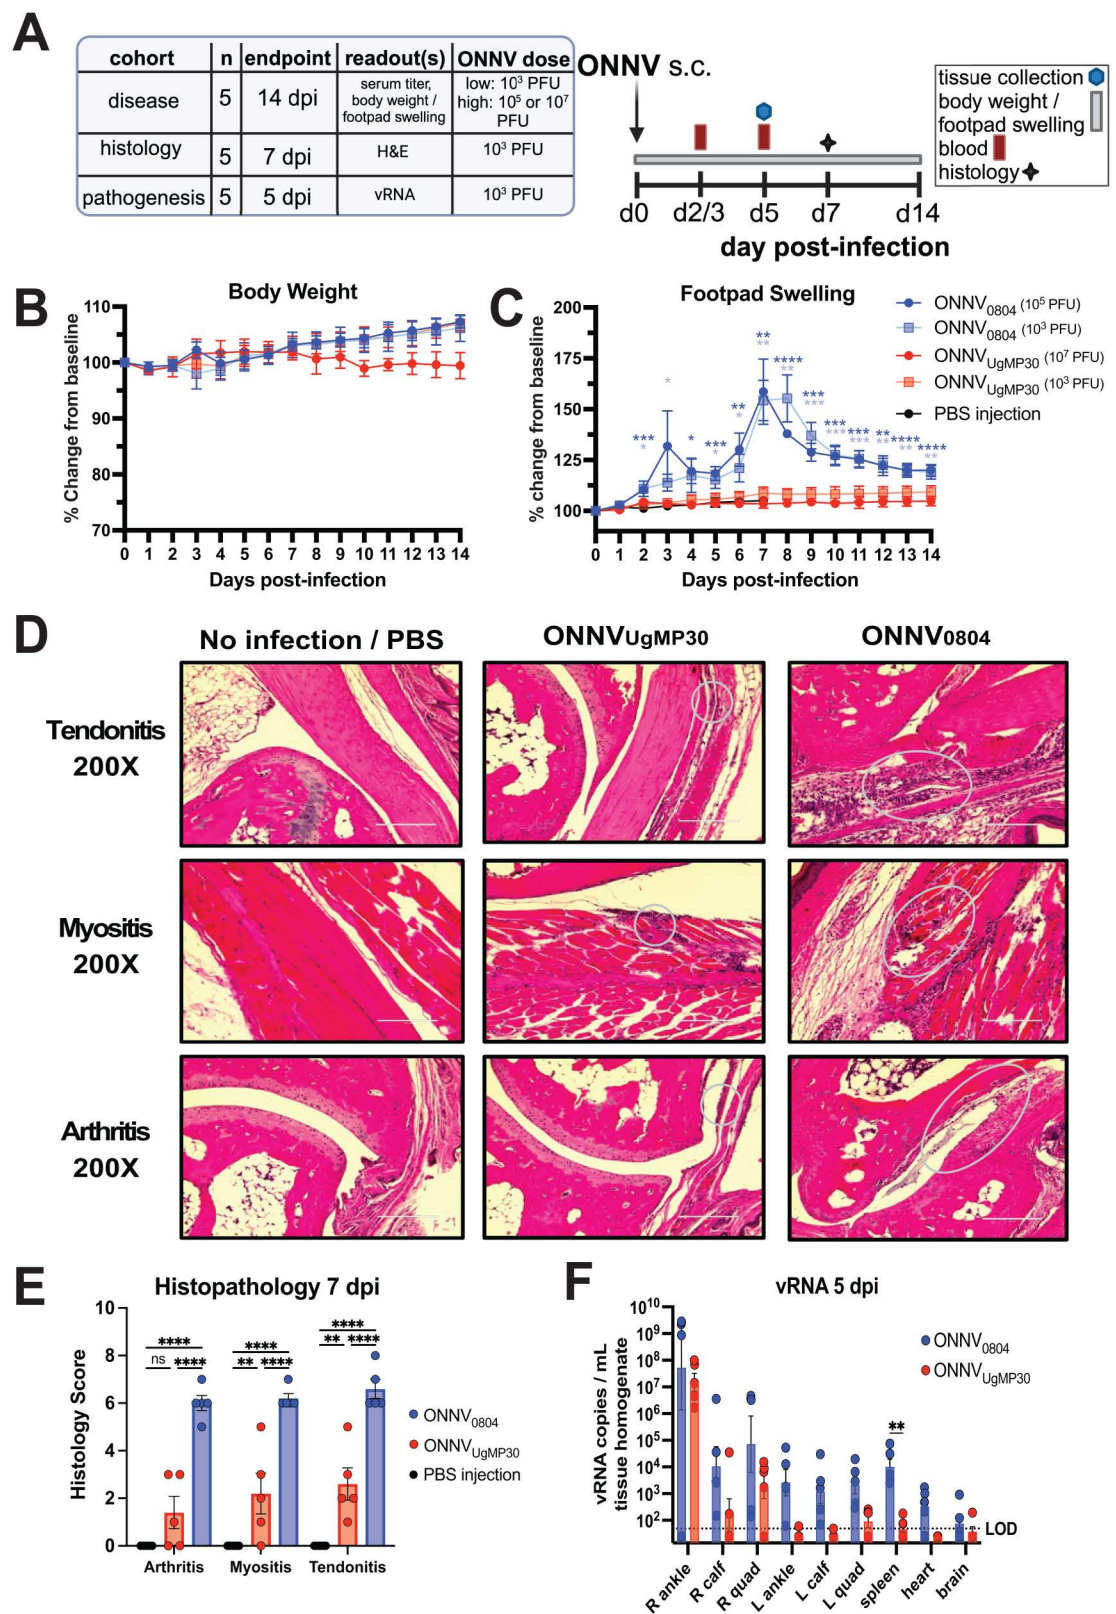 A
cohort n endpoint readout(s) ONNV dose
disease 5 14 dpi serum titer, body weight / footpad swelling low: 10³ PFU high: 10⁵ or 10⁷ PFU
histology 5 7 dpi H&E 10³ PFU
pathogenesis 5 5 dpi vRNA 10³ PFU
ONNV s.c.
d0 d2/3 d5 d7 d14
day post-infection
tissue collection
body weight /
footpad swelling
blood
histology
B
Body Weight
% Change from baseline
110
100
90
80
70
0 1 2 3 4 5 6 7 8 9 10 11 12 13 14
Days post-infection
C
Footpad Swelling
% change from baseline
200
175
150
125
100
*** * * * *** * ** * ** ** **** ** *** *** *** *** *** *** ** ** **** ** **** **
0 1 2 3 4 5 6 7 8 9 10 11 12 13 14
Days post-infection
ONNV0804 (10⁵ PFU)
ONNV0804 (10³ PFU)
ONNVUgMP30 (10⁷ PFU)
ONNVUgMP30 (10³ PFU)
PBS injection
D
No infection / PBS ONNVUgMP30 ONNV0804
Tendonitis
200X
Myositis
200X
Arthritis
200X
E
Histopathology 7 dpi
Histology Score
10
8
6
4
2
0
**** ns ****
**** ** ****
**** ** ****
Arthritis Myositis Tendonitis
ONNV0804
ONNVUgMP30
PBS injection
F
vRNA 5 dpi
vRNA copies / mL
tissue homogenate
10¹⁰
10⁹
10⁸
10⁷
10⁶
10⁵
10⁴
10³
10²
**
LOD
R ankle R calf R quad L ankle L calf L quad spleen heart brain
ONNV0804
ONNVUgMP30